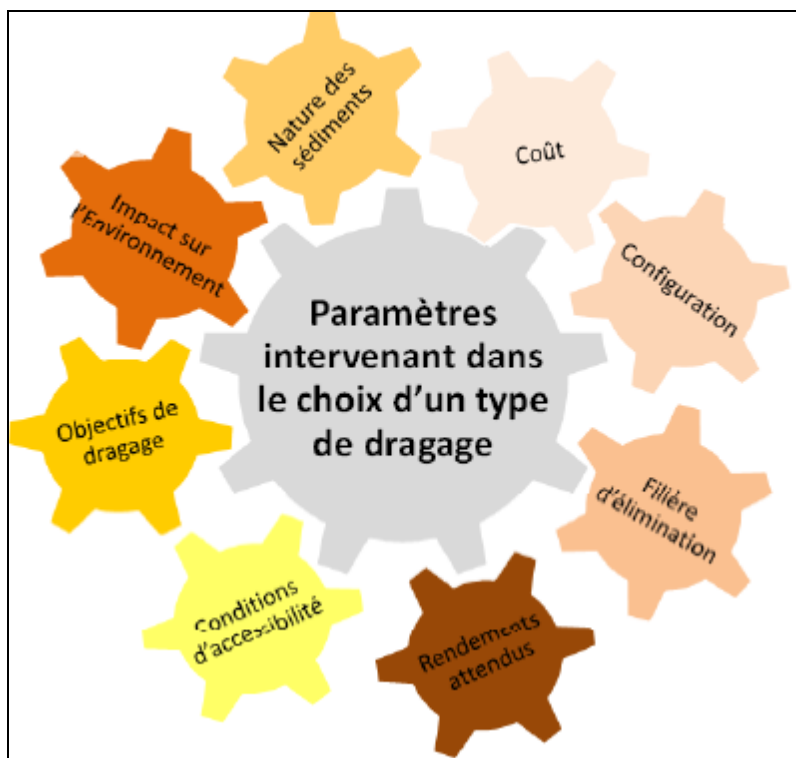 Nature des
sédiments
Coût
Configuration
Filière
d'élimination
Rendements
attendus
Conditions
d'accessibilité
Objectifs de
dragage
Impact sur
l'Environnement
Paramètres
intervenant dans
le choix d'un type
de dragage